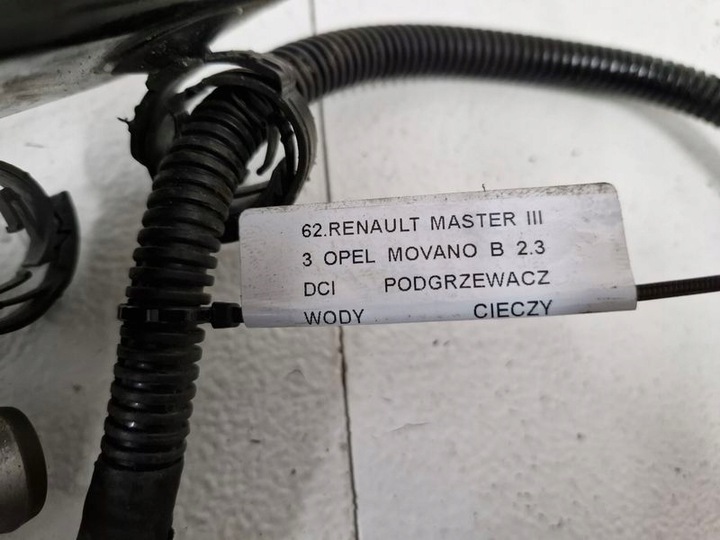 62.RENAULT MASTER III
3 OPEL MOVANO B 2.3
DCI PODGRZEWACZ
WODY CIECZY